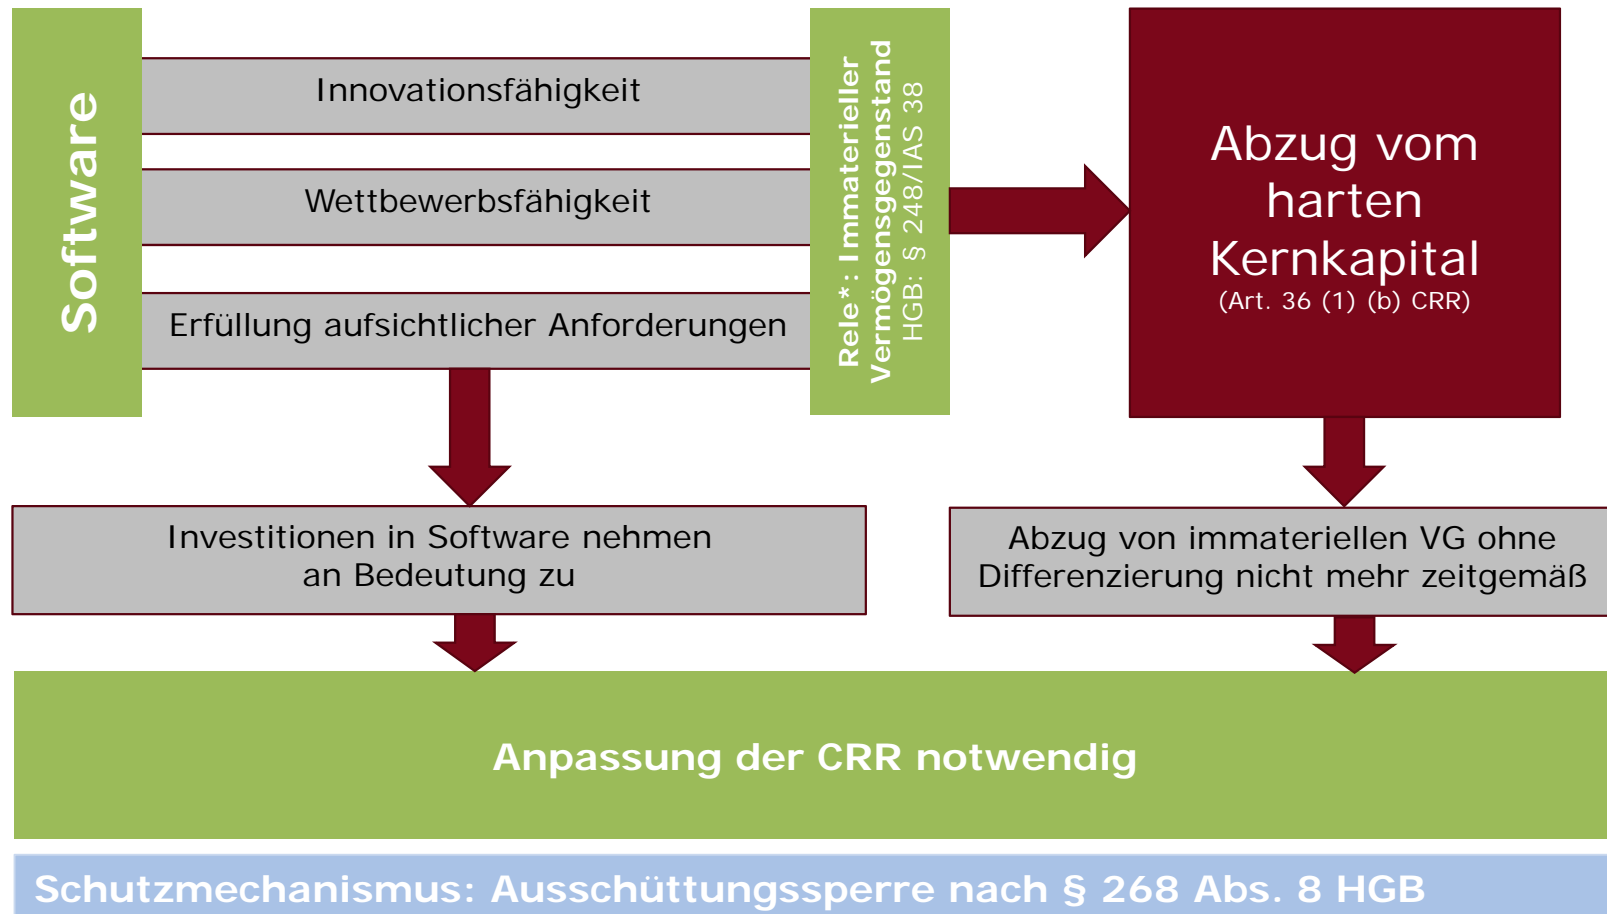 Software
Innovationsfähigkeit
Wettbewerbsfähigkeit
Erfüllung aufsichtlicher Anforderungen
Rele*: Immaterieller
Vermögensgegenstand
HGB: § 248/IAS 38
Abzug vom
harten
Kernkapital
(Art. 36 (1) (b) CRR)
Investitionen in Software nehmen
an Bedeutung zu
Abzug von immateriellen VG ohne
Differenzierung nicht mehr zeitgemäß
Anpassung der CRR notwendig
Schutzmechanismus: Ausschüttungssperre nach § 268 Abs. 8 HGB